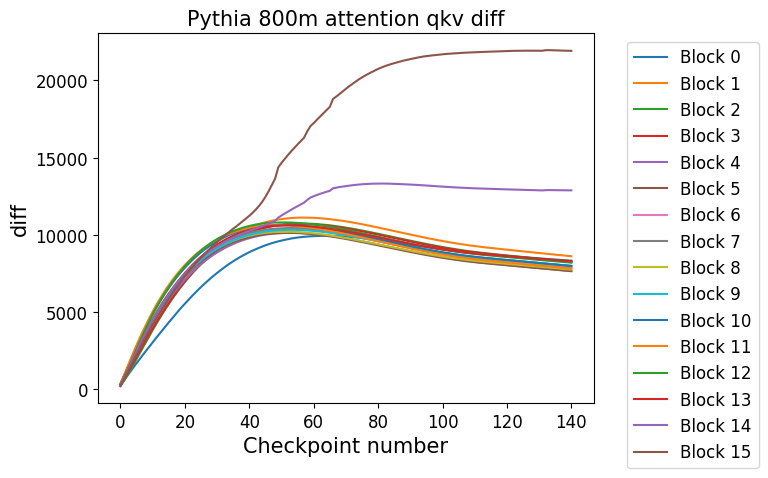 Pythia 800m attention qkv diff
diff
20000
15000
10000
5000
0
0 20 40 60 80 100 120 140
Checkpoint number
Block 0
Block 1
Block 2
Block 3
Block 4
Block 5
Block 6
Block 7
Block 8
Block 9
Block 10
Block 11
Block 12
Block 13
Block 14
Block 15